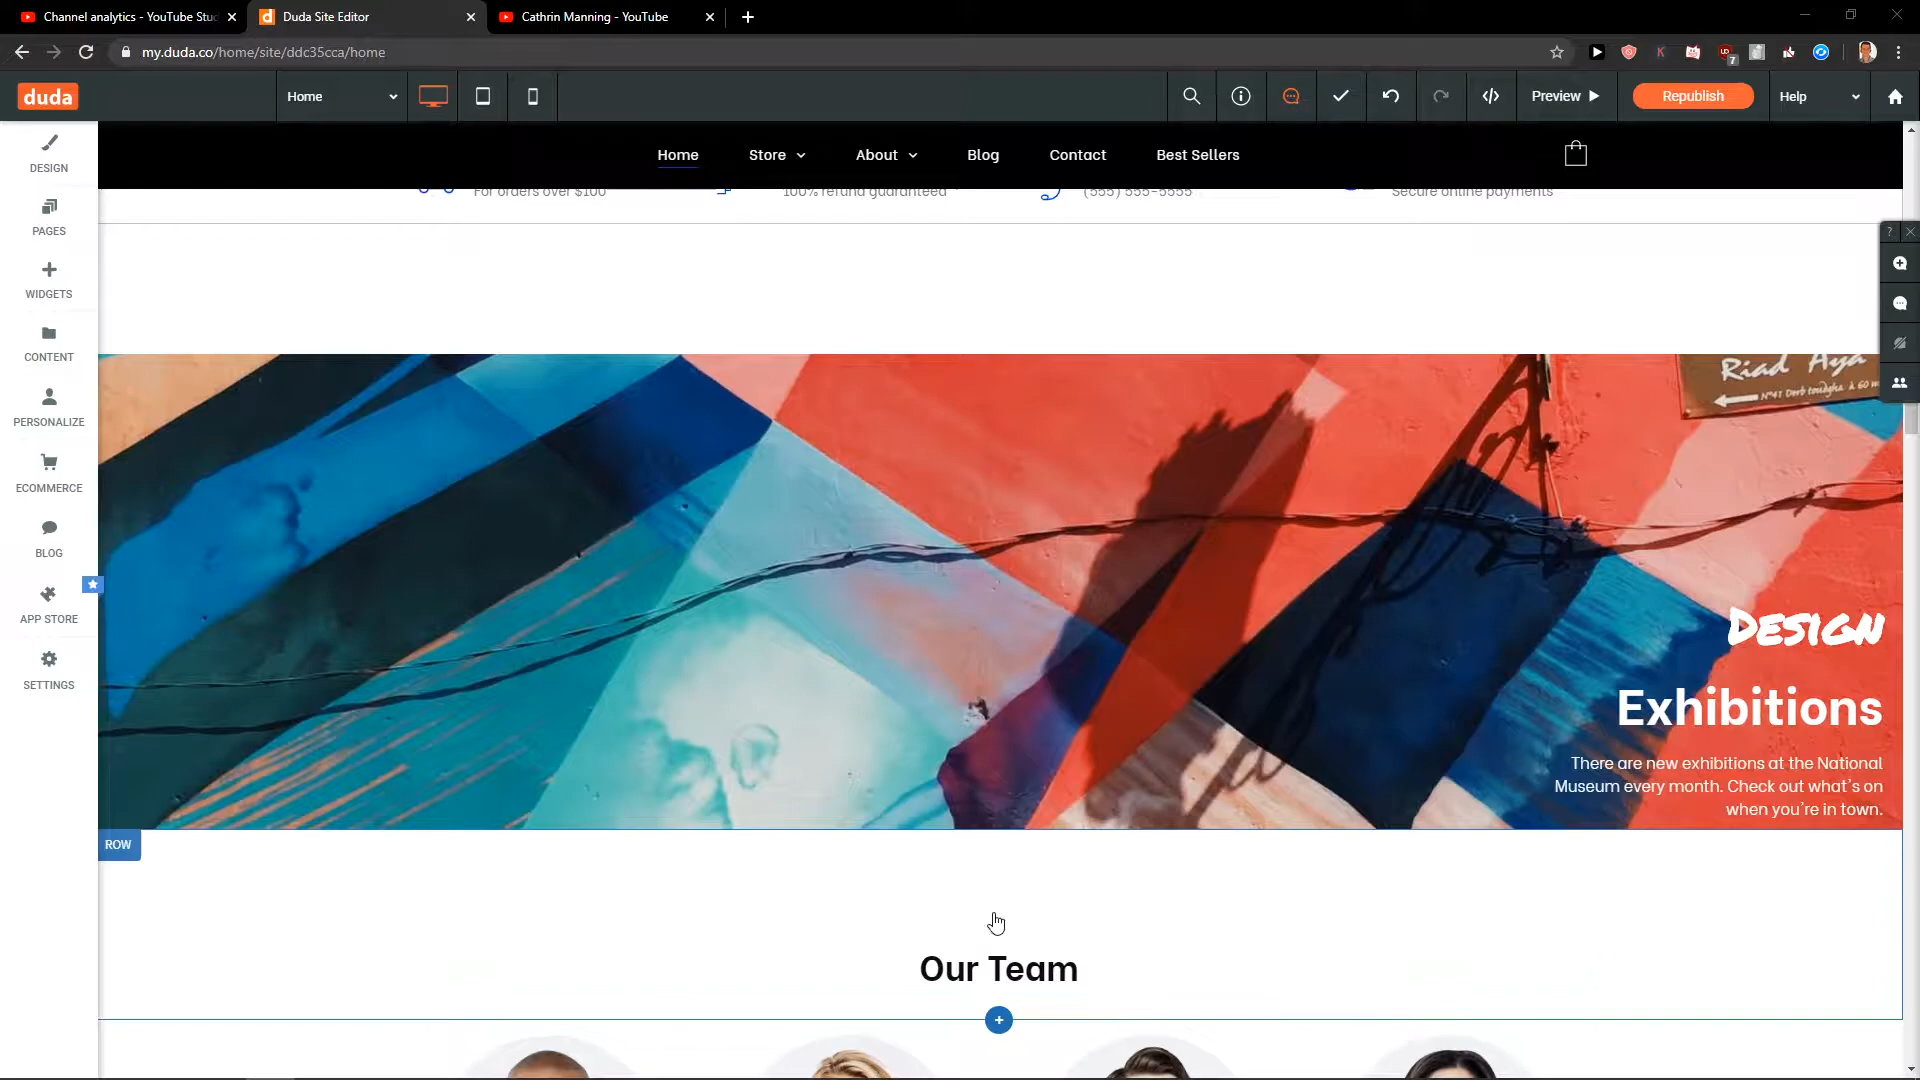 Channel analytics - YouTube Stud
Duda Site Editor
Cathrin Manning - YouTube
my.duda.co/home/site/ddc35cca/home
7
duda
Home
Preview
Republish
Help
DESIGN
PAGES
WIDGETS
CONTENT
PERSONALIZE
ECOMMERCE
BLOG
APP STORE
SETTINGS
Home
Store
About
Blog
Contact
Best Sellers
For orders over $100
100% refund guaranteed
(555) 555-5555
Secure online payments
Riad Aya
DESIGN
Exhibitions
There are new exhibitions at the National
Museum every month. Check out what's on
when you're in town.
ROW
Our Team